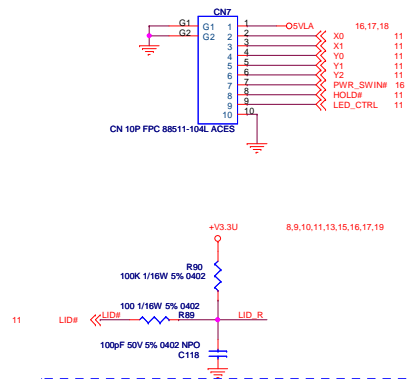 CN7
G1 G1 1 1 5VLA 16,17,18
G2 G2 2 2 X0 11
3 3 X1 11
4 4 Y0 11
5 5 Y1 11
6 6 Y2 11
7 7 PWR_SWIN# 16
8 8 HOLD# 11
9 9 LED_CTRL 11
10 10
CN 10P FPC 88511-104L ACES
+V3.3U 8,9,10,11,13,15,16,17,19
R90
100K 1/16W 5% 0402
100 1/16W 5% 0402
11 LID# LID# R89 LID_R
100pF 50V 5% 0402 NPO
C118